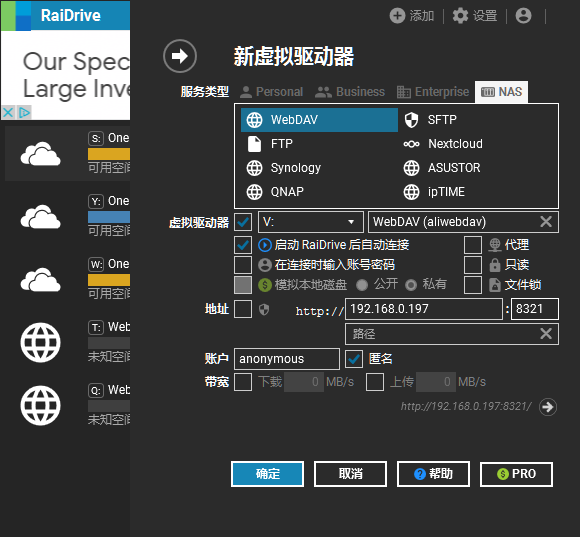 RaiDrive
添加 设置
Our Spec
Large Inve
新虚拟驱动器
服务类型 Personal Business Enterprise NAS
WebDAV SFTP
FTP Nextcloud
Synology ASUSTOR
QNAP ipTIME
S: One
可用空间
Y: One
可用空间
W: One
可用空间
T: Web
未知空间
Q: Web
未知空间
虚拟驱动器 V: WebDAV (aliwebdav)
启动 RaiDrive 后自动连接 代理
在连接时输入账号密码 只读
模拟本地磁盘 公开 私有 文件锁
地址 http:// 192.168.0.197 : 8321
路径
账户 anonymous 匿名
带宽 下载 0 MB/s 上传 0 MB/s
http://192.168.0.197:8321/
确定 取消 帮助 PRO